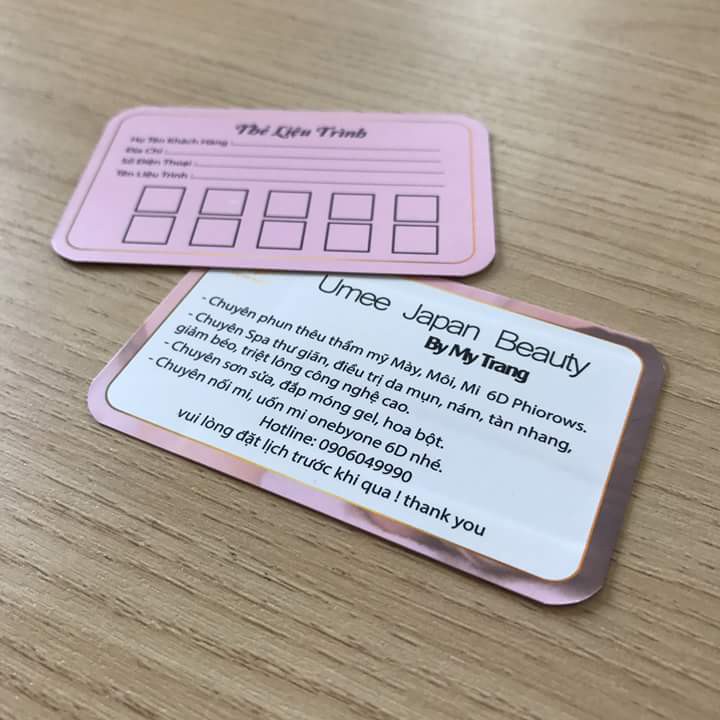 Thẻ Liệu Trình
Họ Tên Khách Hàng :
Địa Chỉ :
Số Điện Thoại :
Tên Liệu Trình :
Umee Japan Beauty
By My Trang
- Chuyên phun thêu thẩm mỹ Mày, Môi, Mi 6D Phiorows.
- Chuyên Spa thư giãn, điều trị da mụn, nám, tàn nhang,
giảm béo, triệt lông công nghệ cao.
- Chuyên sơn sửa, đắp móng gel, hoa bột.
- Chuyên nối mi, uốn mi onebyone 6D nhé.
Hotline: 0906049990
vui lòng đặt lịch trước khi qua ! thank you